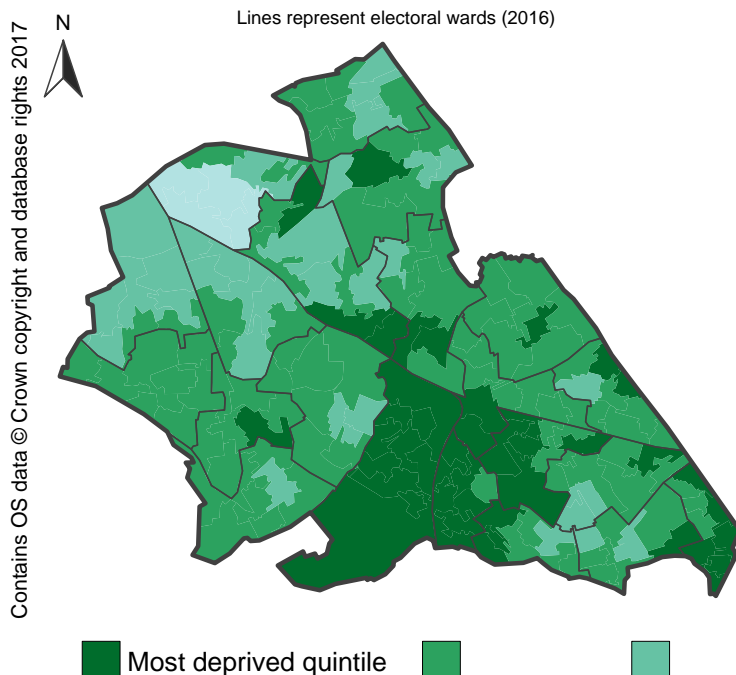 Lines represent electoral wards (2016)
N
Contains OS data © Crown copyright and database rights 2017
Most deprived quintile